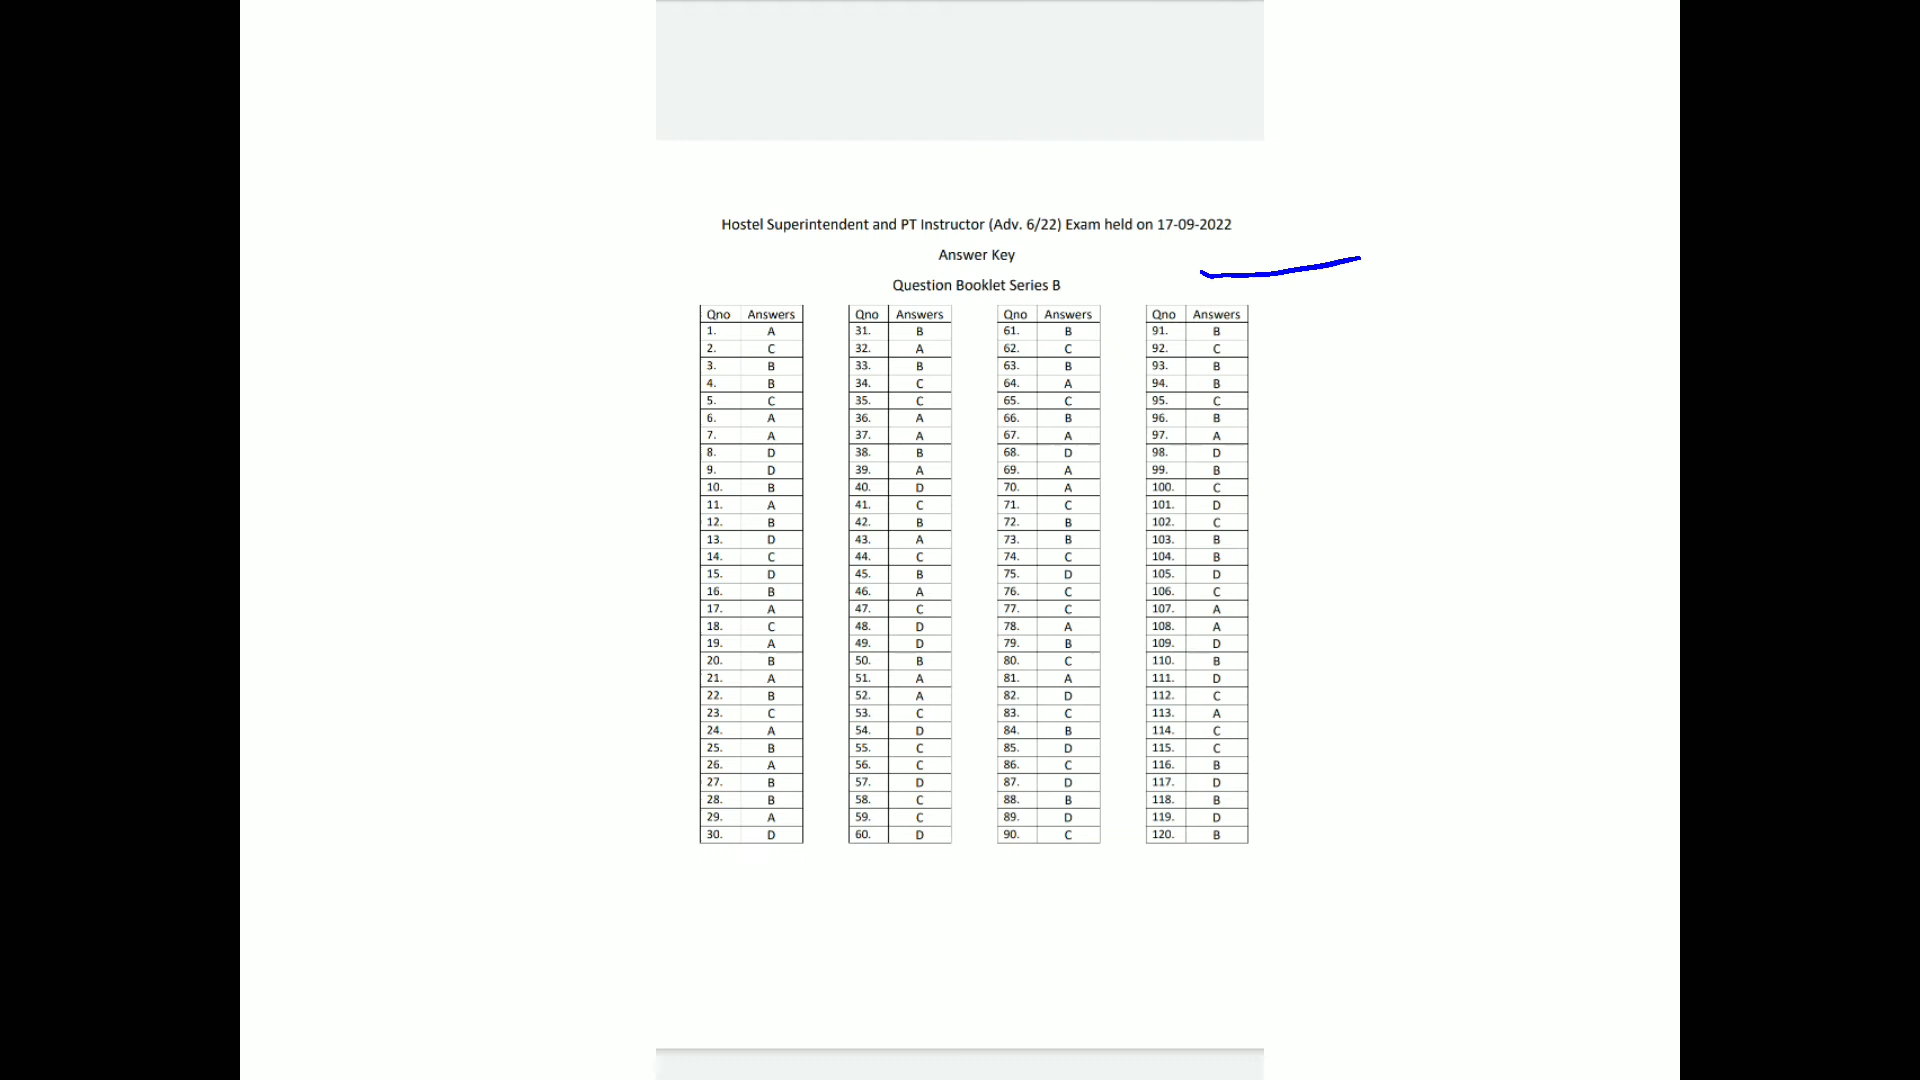 Hostel Superintendent and PT Instructor (Adv. 6/22) Exam held on 17-09-2022
Answer Key
Question Booklet Series B
Qno Answers Qno Answers Qno Answers Qno Answers
1. A 31. B 61. B 91. B
2. C 32. A 62. C 92. C
3. B 33. B 63. B 93. B
4. B 34. C 64. A 94. B
5. C 35. C 65. C 95. C
6. A 36. A 66. B 96. B
7. A 37. A 67. A 97. A
8. D 38. B 68. D 98. D
9. D 39. A 69. A 99. B
10. B 40. D 70. A 100. C
11. A 41. C 71. C 101. D
12. B 42. B 72. B 102. C
13. D 43. A 73. B 103. B
14. C 44. C 74. C 104. B
15. D 45. B 75. D 105. D
16. B 46. A 76. C 106. C
17. A 47. C 77. C 107. A
18. C 48. D 78. A 108. A
19. A 49. D 79. B 109. D
20. B 50. B 80. C 110. B
21. A 51. A 81. A 111. D
22. B 52. A 82. D 112. C
23. C 53. C 83. C 113. A
24. A 54. D 84. B 114. C
25. B 55. C 85. D 115. C
26. A 56. C 86. C 116. B
27. B 57. D 87. D 117. D
28. B 58. C 88. B 118. B
29. A 59. C 89. D 119. D
30. D 60. D 90. C 120. B